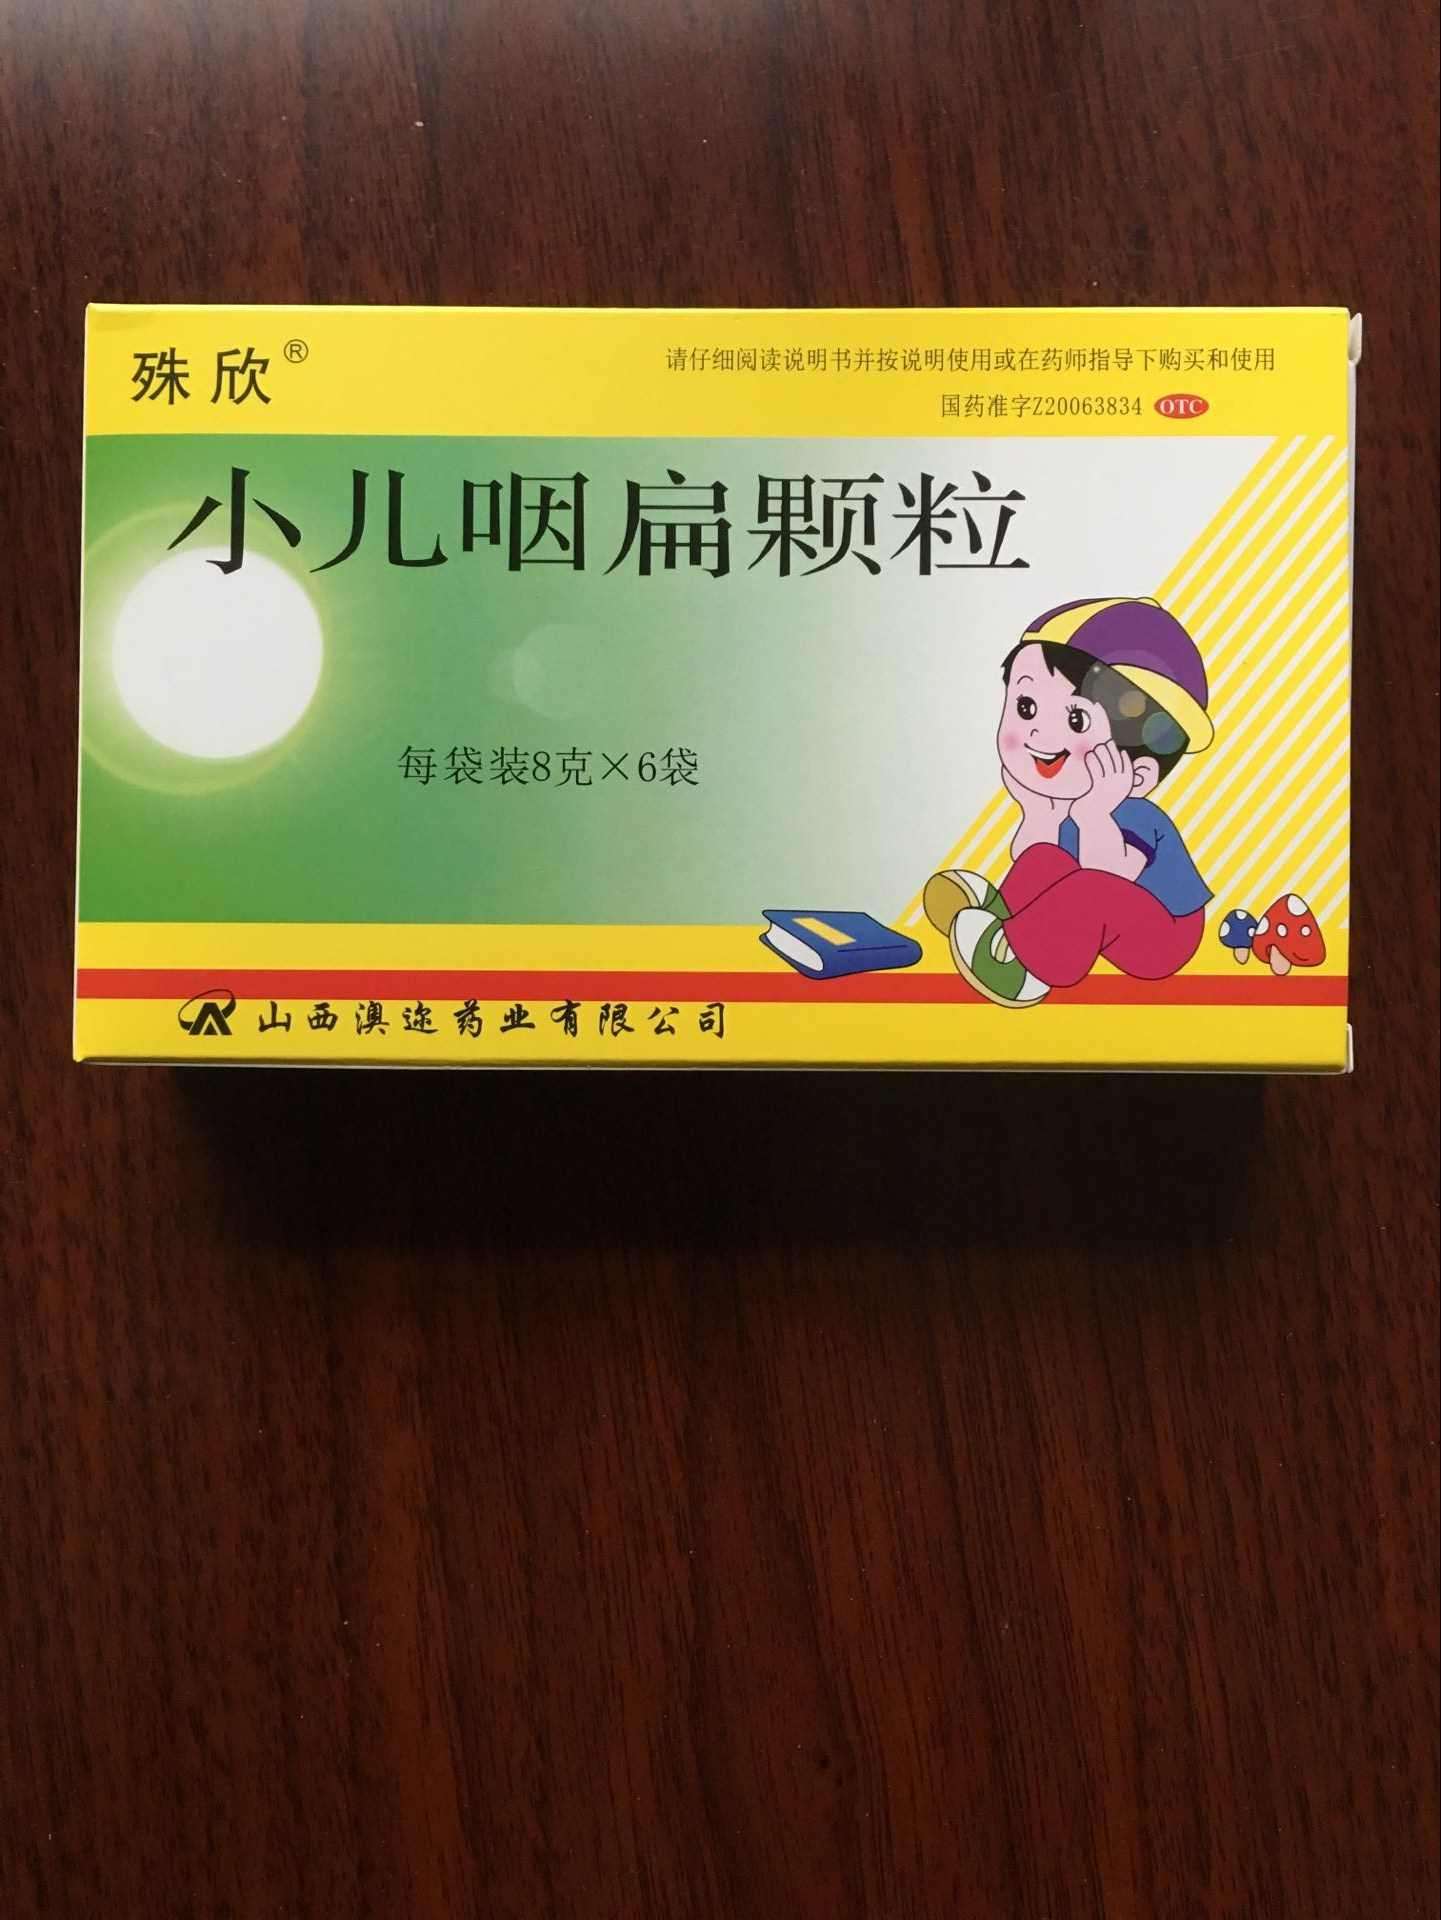 殊欣®
请仔细阅读说明书并按说明使用或在药师指导下购买和使用
国药准字Z20063834 OTC
小儿咽扁颗粒
每袋装8克×6袋
山西澳迩药业有限公司